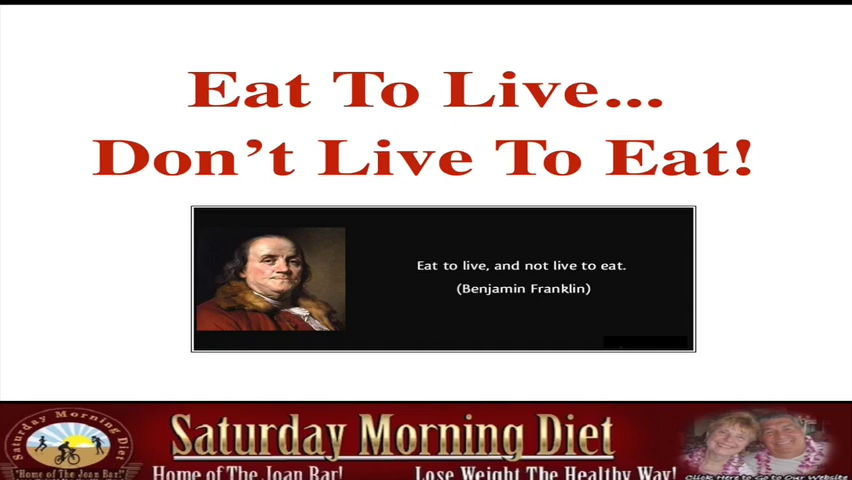 Eat To Live...
Don't Live To Eat!
Eat to live, and not live to eat.
(Benjamin Franklin)
Saturday Morning Diet
"Home of The Joan Bar!"
Saturday Morning Diet
Home of The Joan Bar!
Lose Weight The Healthy Way!
Click Here to Go to Our Website